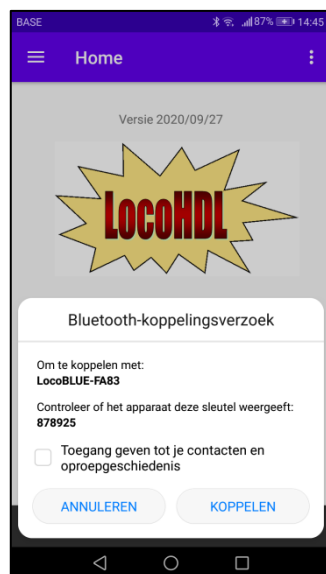 BASE 87% 14:45
Home
Versie 2020/09/27
LocoHDL
Bluetooth-koppelingsverzoek
Om te koppelen met:
LocoBLUE-FA83
Controleer of het apparaat deze sleutel weergeeft:
878925
Toegang geven tot je contacten en
oproepgeschiedenis
ANNULEREN KOPPELEN